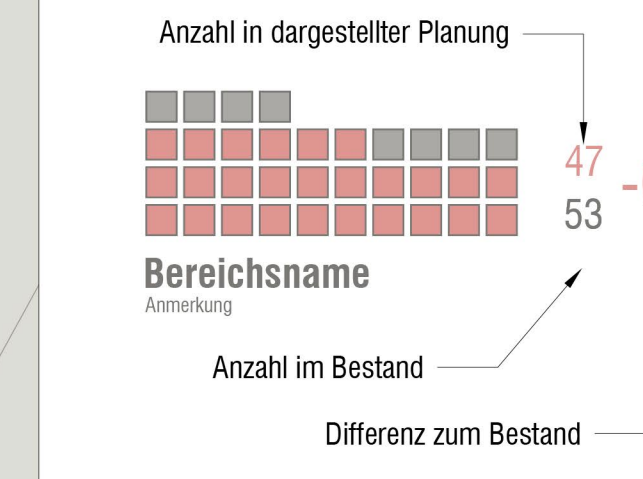 Anzahl in dargestellter Planung
47
53
Bereichsname
Anmerkung
Anzahl im Bestand
Differenz zum Bestand